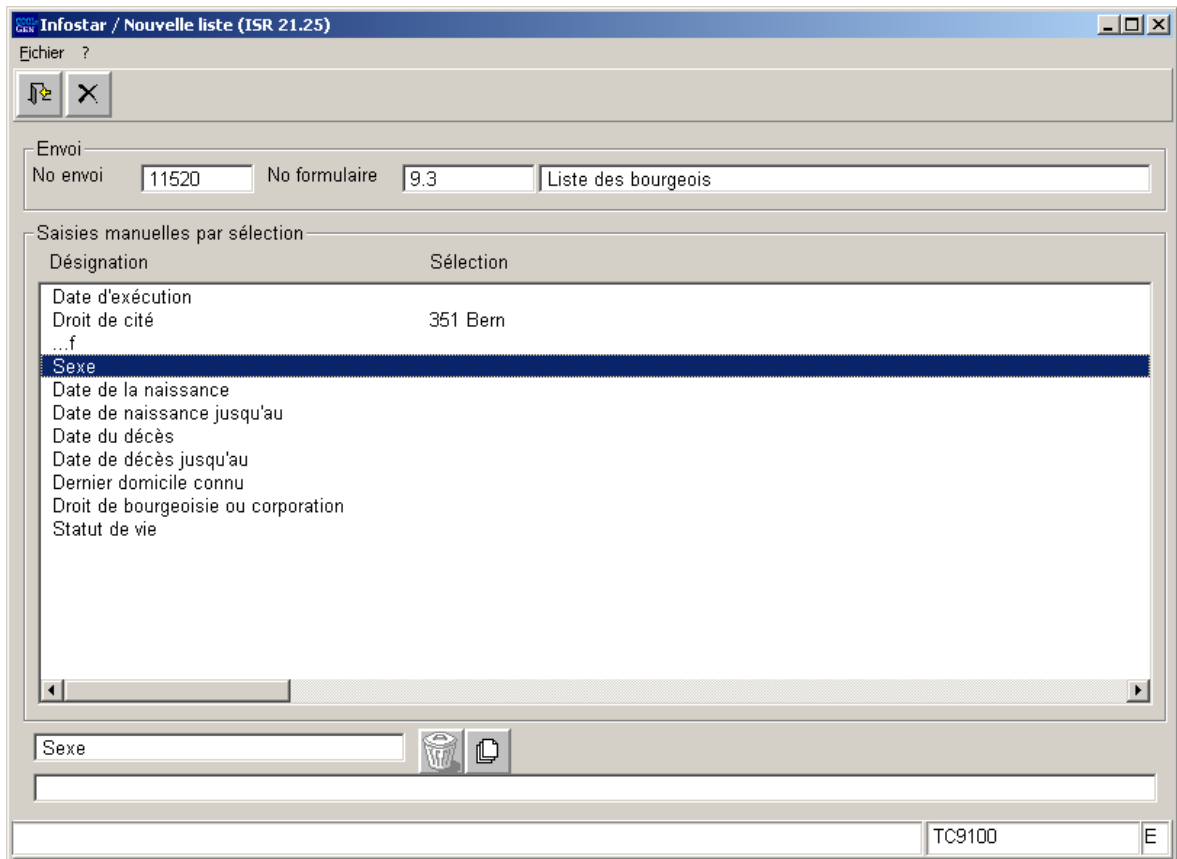 COOL: GEN Infostar / Nouvelle liste (ISR 21.25)
Fichier ?
Envoi
No envoi 11520 No formulaire 9.3 Liste des bourgeois
Saisies manuelles par sélection
Désignation Sélection
Date d'exécution
Droit de cité 351 Bern
...f
Sexe
Date de la naissance
Date de naissance jusqu'au
Date du décès
Date de décès jusqu'au
Dernier domicile connu
Droit de bourgeoisie ou corporation
Statut de vie
Sexe
TC9100 E